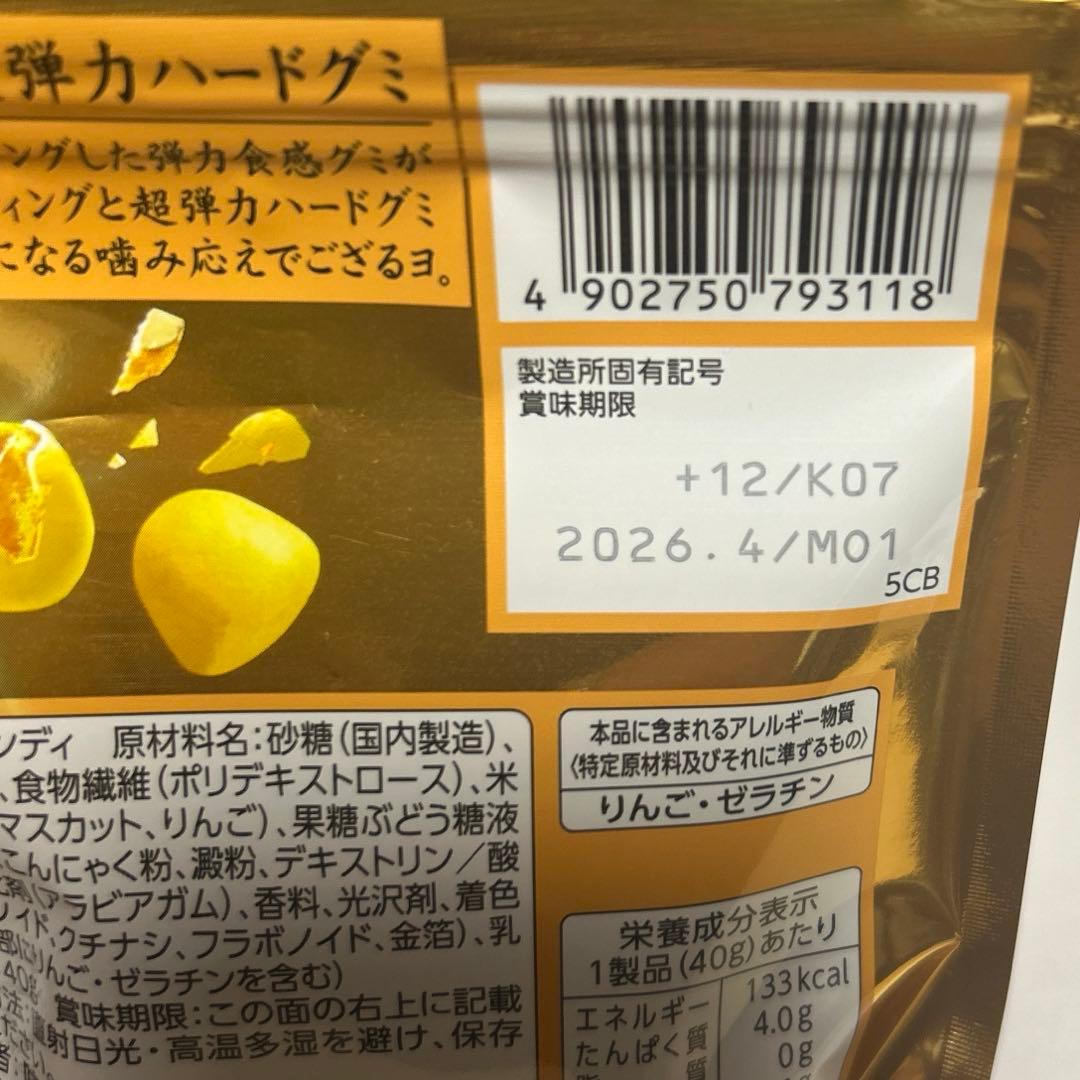 弾力ハードグミ
ングした弾力食感グミが
ィングと超弾力ハードグミ
になる噛み応えでござるヨ。
4 902750 793118
製造所固有記号
賞味期限
+12/K07
2026.4/M01
5CB
ンディ 原材料名:砂糖(国内製造)、
、食物繊維(ポリデキストロース)、米
マスカット、りんご)、果糖ぶどう糖液
こんにゃく粉、澱粉、デキストリン/酸
剤(アラビアガム)、香料、光沢剤、着色
ノイド、クチナシ、フラボノイド、金箔)、乳
部にりんご・ゼラチンを含む)
40g 賞味期限:この面の右上に記載
射日光・高温多湿を避け、保存
本品に含まれるアレルギー物質
〈特定原材料及びそれに準ずるもの〉
りんご・ゼラチン
栄養成分表示
1製品(40g)あたり
エネルギー 133kcal
たんぱく質 4.0g
脂質 0g